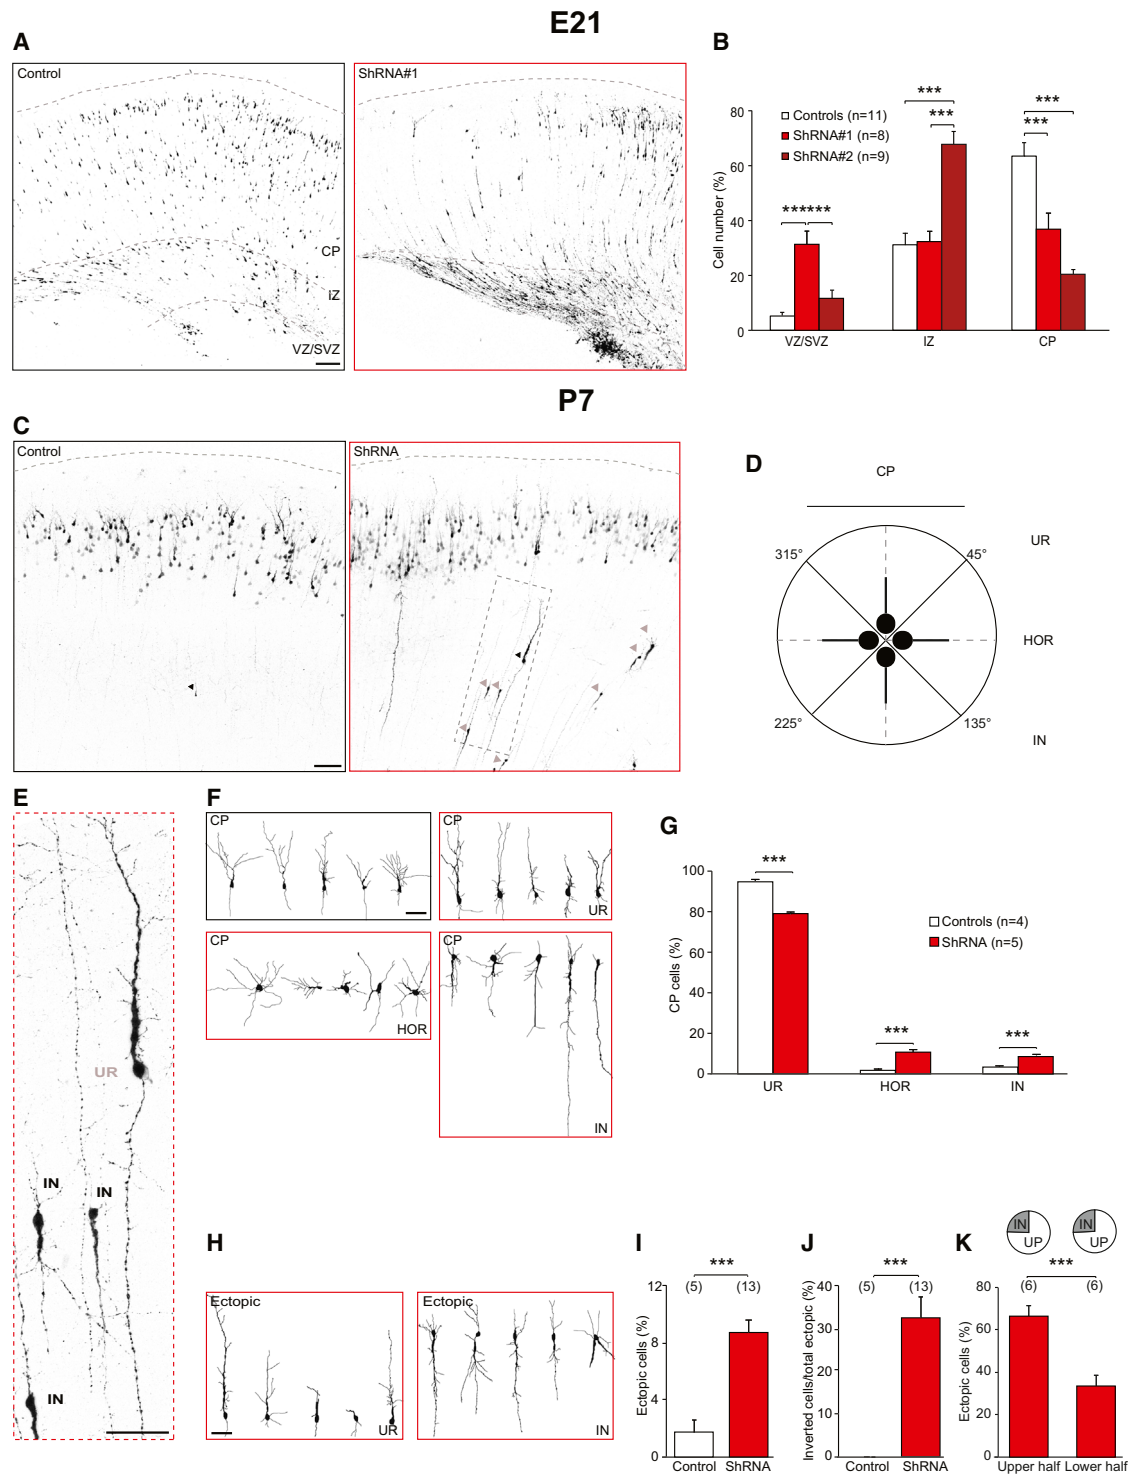 E21
A
Control
CP
IZ
VZ/SVZ
ShRNA#1
B
Cell number (%)
80
60
40
20
0
Controls (n=11)
ShRNA#1 (n=8)
ShRNA#2 (n=9)
******
***
***
***
***
VZ/SVZ
IZ
CP
P7
C
Control
ShRNA
D
CP
UR
315°
45°
HOR
225°
135°
IN
E
UR
IN
IN
IN
F
CP
CP
UR
CP
HOR
CP
IN
G
CP cells (%)
100
80
60
40
20
0
***
***
***
Controls (n=4)
ShRNA (n=5)
UR
HOR
IN
H
Ectopic
UR
Ectopic
IN
I
***
(5)
(13)
Ectopic cells (%)
12
8
4
0
Control
ShRNA
J
***
(5)
(13)
Inverted cells/total ectopic (%)
40
30
20
10
0
Control
ShRNA
K
IN
UP
IN
UP
***
(6)
(6)
Ectopic cells (%)
80
60
40
20
0
Upper half
Lower half